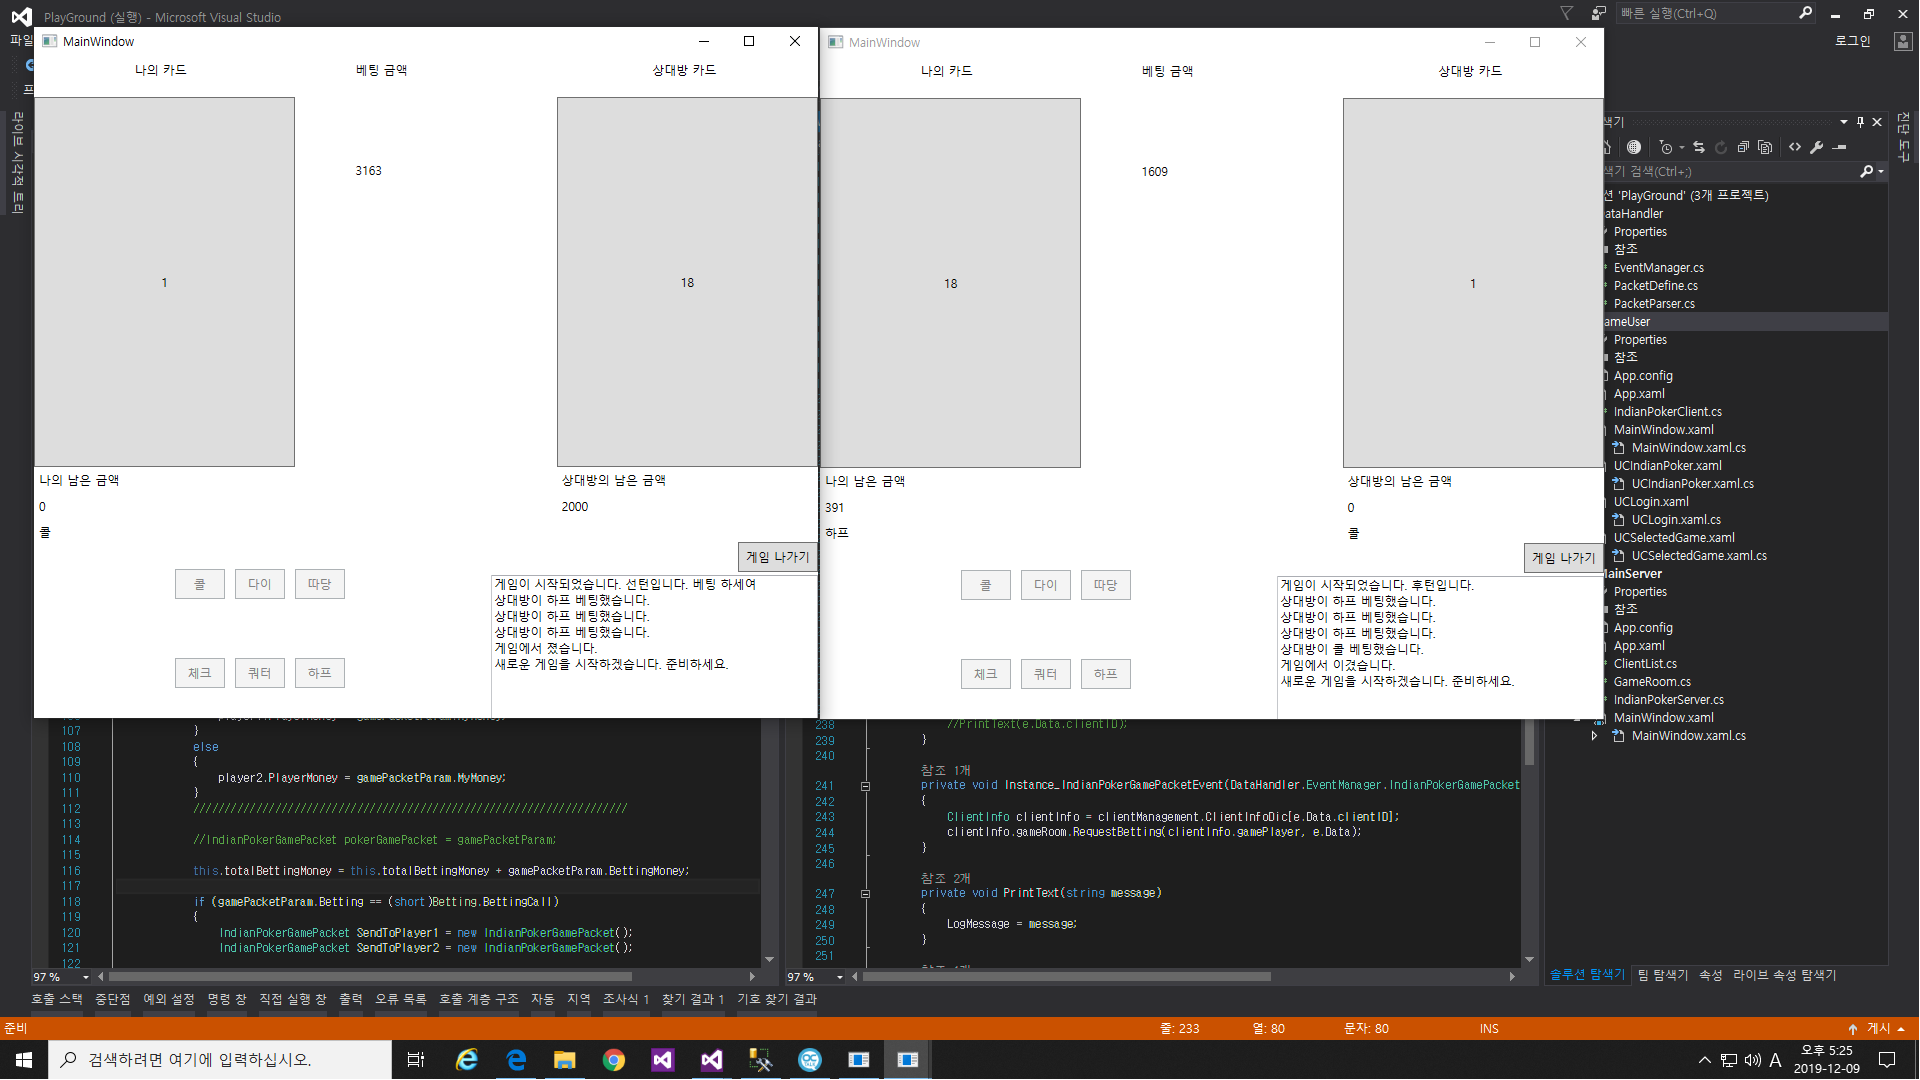 PlayGround (실행) - Microsoft Visual Studio
빠른 실행(Ctrl+Q)
파일
로그인
라이브 시각적 트리
진단 도구
MainWindow
나의 카드
베팅 금액
상대방 카드
1
3163
18
나의 남은 금액
상대방의 남은 금액
0
2000
콜
게임 나가기
콜
다이
따당
체크
쿼터
하프
게임이 시작되었습니다. 선턴입니다. 베팅 하세여
상대방이 하프 베팅했습니다.
상대방이 하프 베팅했습니다.
상대방이 하프 베팅했습니다.
게임에서 졌습니다.
새로운 게임을 시작하겠습니다. 준비하세요.
MainWindow
나의 카드
베팅 금액
상대방 카드
18
1609
1
나의 남은 금액
상대방의 남은 금액
391
0
하프
콜
게임 나가기
콜
다이
따당
체크
쿼터
하프
게임이 시작되었습니다. 후턴입니다.
상대방이 하프 베팅했습니다.
상대방이 하프 베팅했습니다.
상대방이 하프 베팅했습니다.
상대방이 콜 베팅했습니다.
게임에서 이겼습니다.
새로운 게임을 시작하겠습니다. 준비하세요.
색기
색기 검색(Ctrl+;)
션 'PlayGround' (3개 프로젝트)
DataHandler
Properties
참조
EventManager.cs
PacketDefine.cs
PacketParser.cs
GameUser
Properties
참조
App.config
App.xaml
IndianPokerClient.cs
MainWindow.xaml
MainWindow.xaml.cs
UCIndianPoker.xaml
UCIndianPoker.xaml.cs
UCLogin.xaml
UCLogin.xaml.cs
UCSelectedGame.xaml
UCSelectedGame.xaml.cs
MainServer
Properties
참조
App.config
App.xaml
ClientList.cs
GameRoom.cs
IndianPokerServer.cs
MainWindow.xaml
MainWindow.xaml.cs
107 }
108 else
109 {
110 player2.PlayerMoney = gamePacketParam.MyMoney;
111 }
112 /////////////////////////////////////////////////////////////////////
113
114 //IndianPokerGamePacket pokerGamePacket = gamePacketParam;
115
116 this.totalBettingMoney = this.totalBettingMoney + gamePacketParam.BettingMoney;
117
118 if (gamePacketParam.Betting == (short)Betting.BettingCall)
119 {
120 IndianPokerGamePacket SendToPlayer1 = new IndianPokerGamePacket();
121 IndianPokerGamePacket SendToPlayer2 = new IndianPokerGamePacket();
122
238 //PrintText(e.Data.clientID);
239 }
240
참조 1개
241 private void Instance_IndianPokerGamePacketEvent(DataHandler.EventManager.IndianPokerGamePacket
242 {
243 ClientInfo clientInfo = clientManagement.ClientInfoDic[e.Data.clientID];
244 clientInfo.gameRoom.RequestBetting(clientInfo.gamePlayer, e.Data);
245 }
246
참조 2개
247 private void PrintText(string message)
248 {
249 LogMessage = message;
250 }
251
97 %
97 %
솔루션 탐색기 팀 탐색기 속성 라이브 속성 탐색기
호출 스택 중단점 예외 설정 명령 창 직접 실행 창 출력 오류 목록 호출 계층 구조 자동 지역 조사식 1 찾기 결과 1 기호 찾기 결과
준비
줄: 233
열: 80
문자: 80
INS
게시
검색하려면 여기에 입력하십시오.
A
오후 5:25
2019-12-09